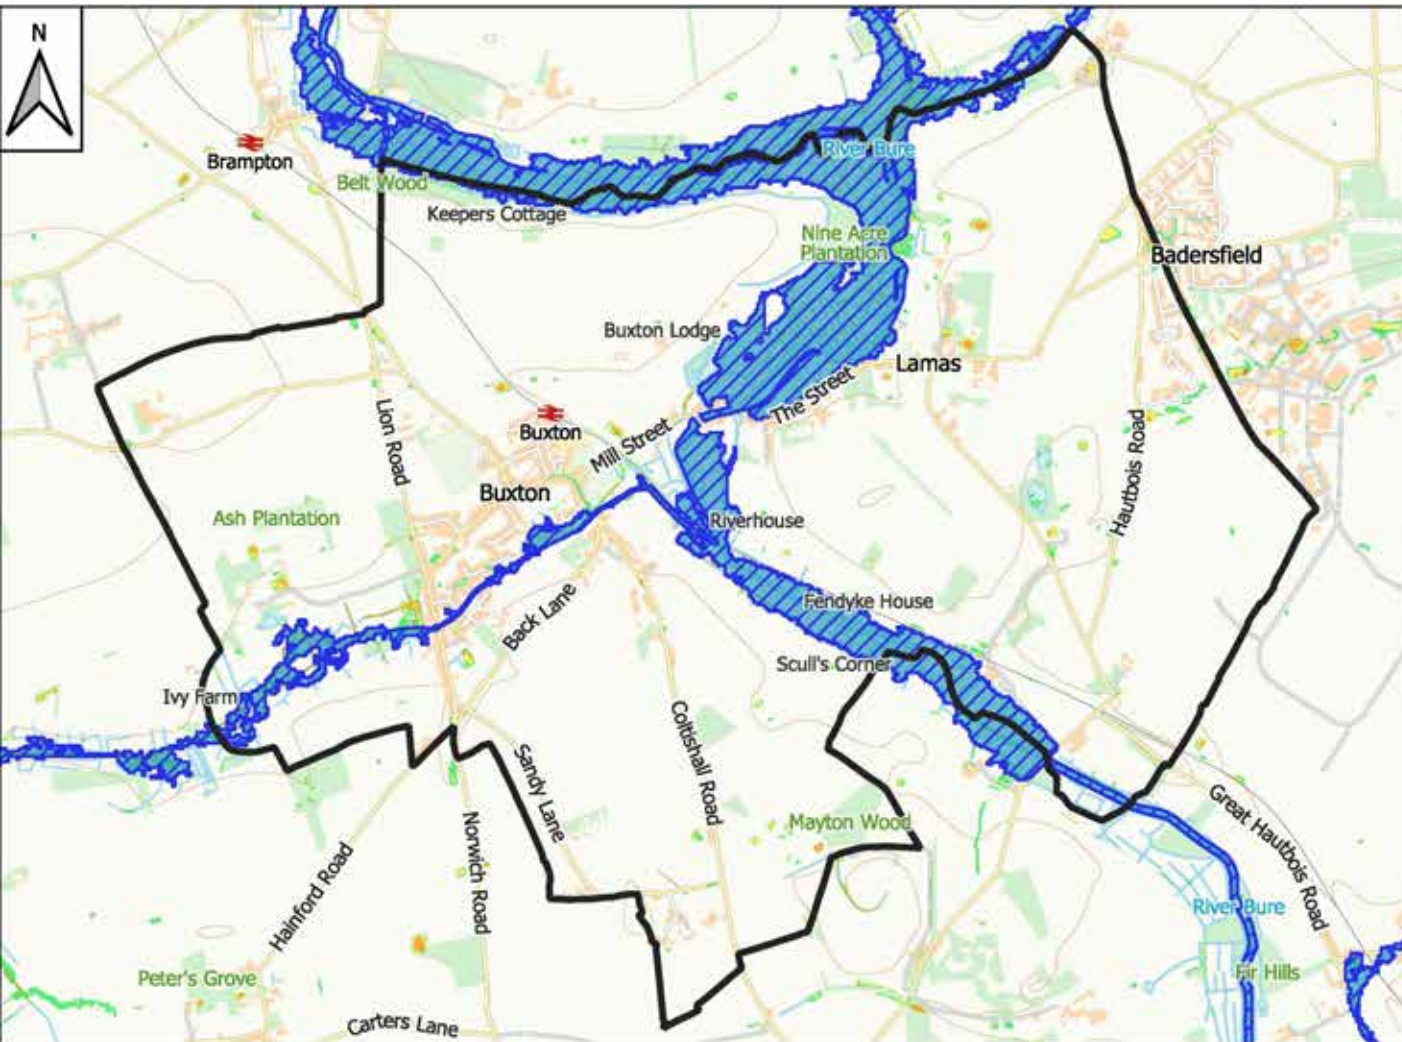 N
Brampton
Belt Wood
Keepers Cottage
River Bure
Nine Acre
Plantation
Badersfield
Buxton Lodge
Lamas
The Street
Lion Road
Buxton
Mill Street
Buxton
Hautbois Road
Ash Plantation
Riverhouse
Back Lane
Fendyke House
Scull's Corner
Ivy Farm
Coltishall Road
Sandy Lane
Mayton Wood
Great Hautbois Road
Norwich Road
Hainford Road
River Bure
Fir Hills
Peter's Grove
Carters Lane